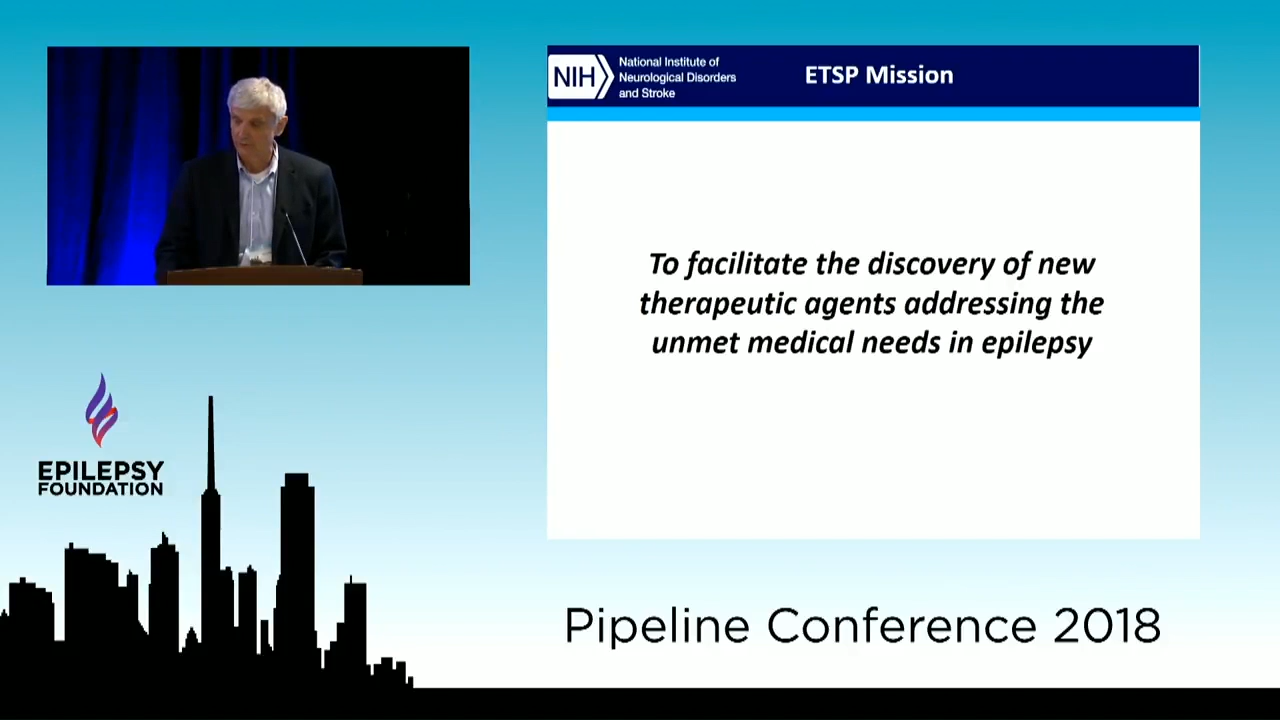 NIH
National Institute of
Neurological Disorders
and Stroke
ETSP Mission
To facilitate the discovery of new
therapeutic agents addressing the
unmet medical needs in epilepsy
EPILEPSY
FOUNDATION
Pipeline Conference 2018